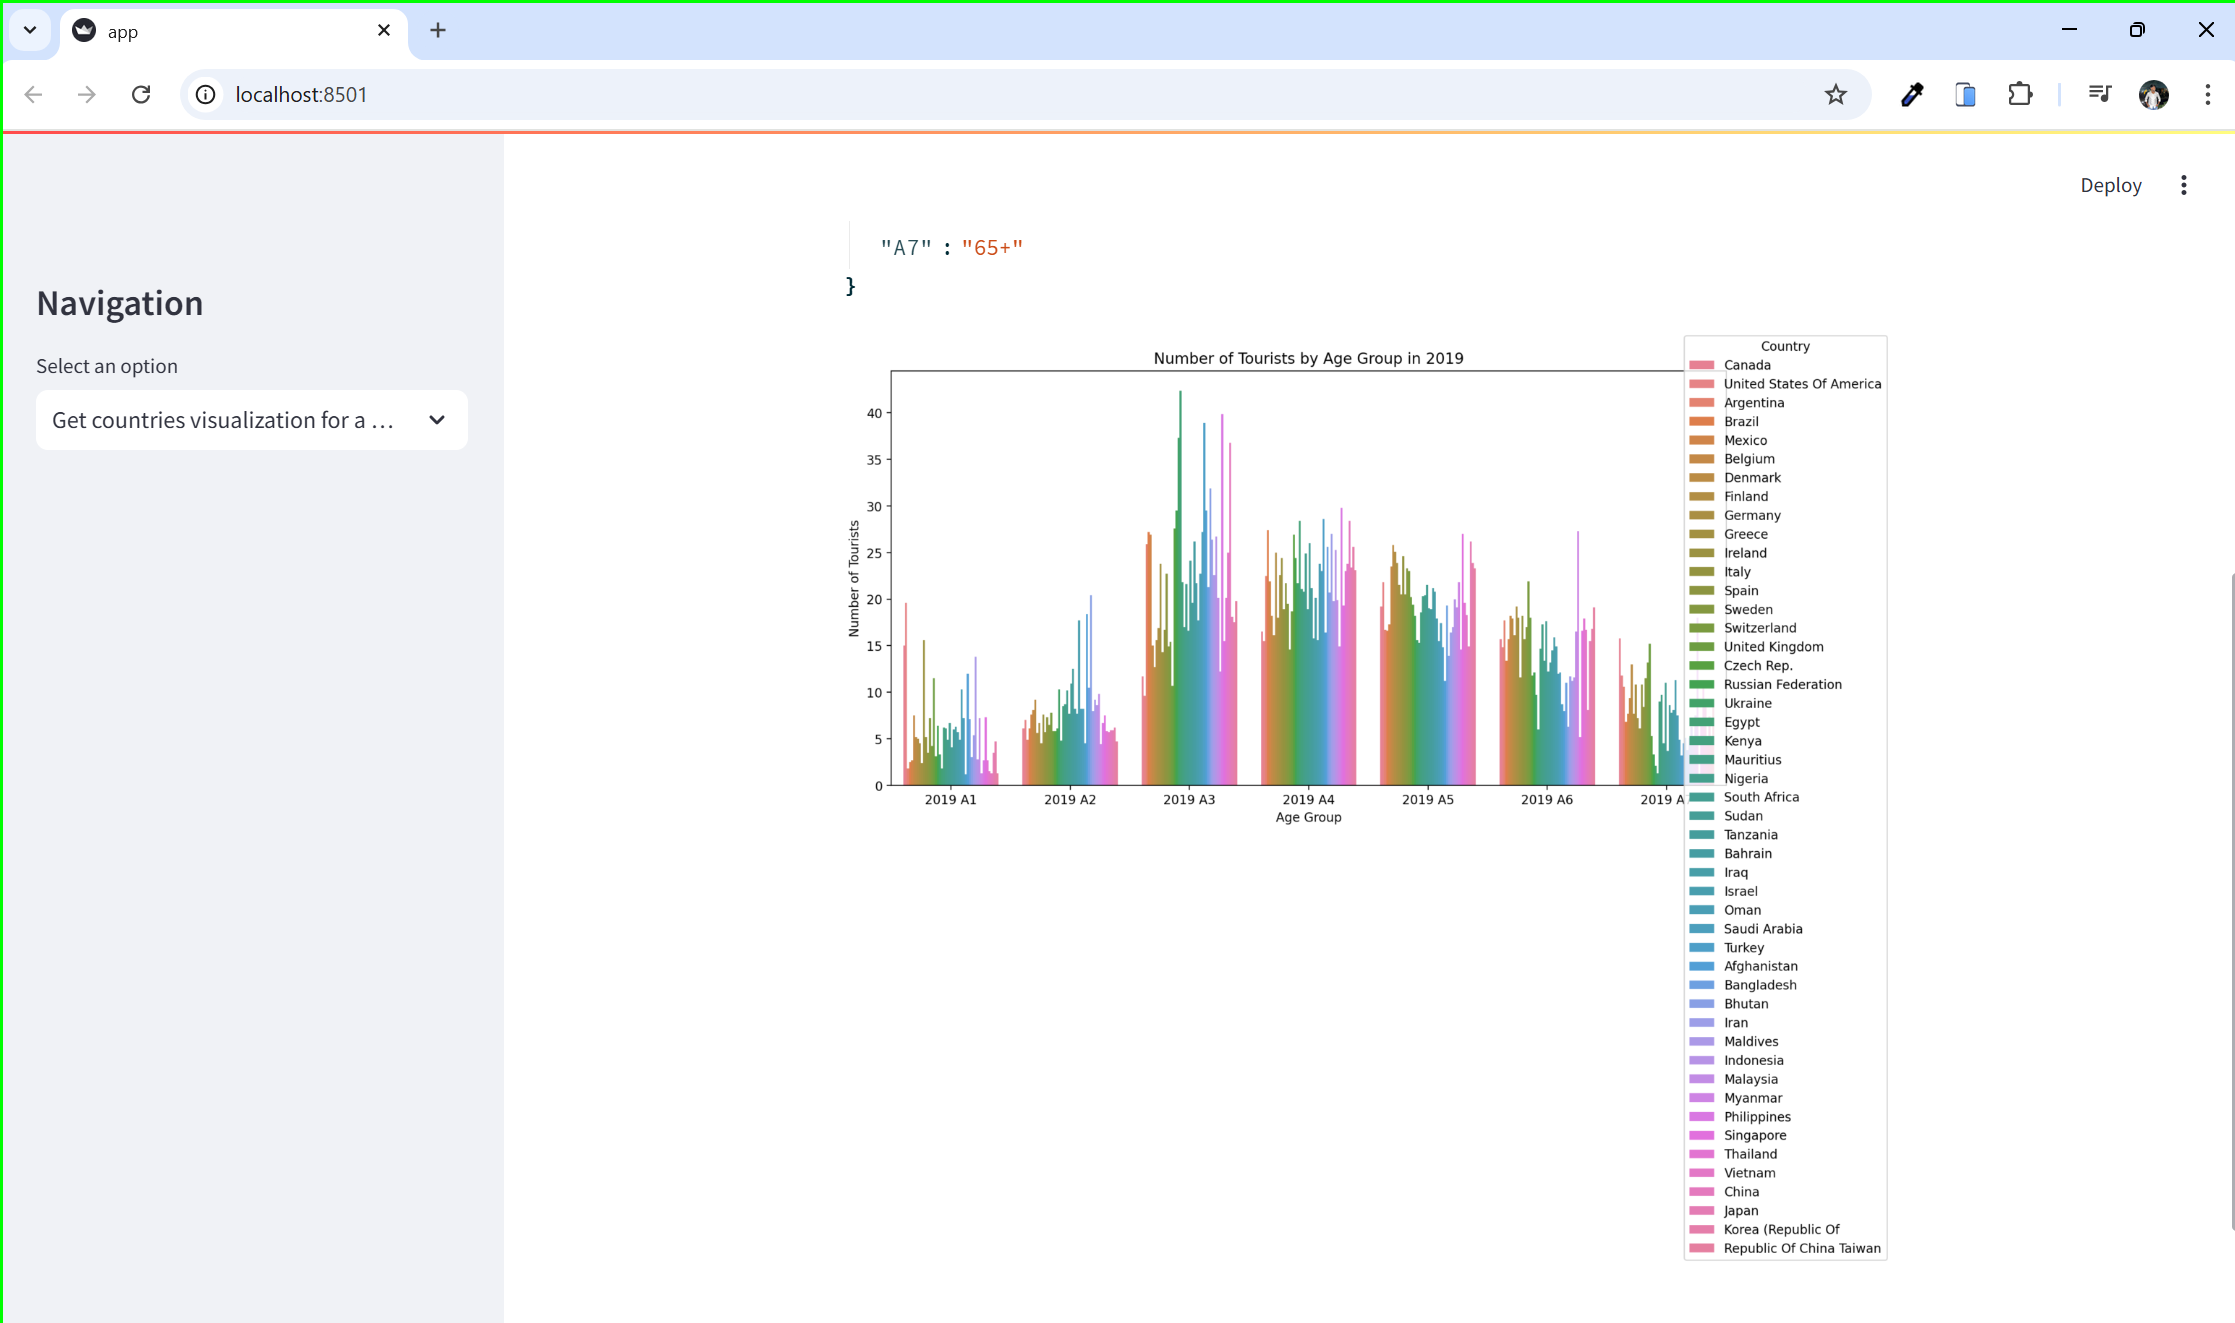 app
localhost:8501
Deploy
"A7" : "65+"
}
Navigation
Select an option
Get countries visualization for a ...
Number of Tourists by Age Group in 2019
Number of Tourists
40
35
30
25
20
15
10
5
0
2019 A1
2019 A2
2019 A3
2019 A4
2019 A5
2019 A6
2019 A
Age Group
Country
Canada
United States Of America
Argentina
Brazil
Mexico
Belgium
Denmark
Finland
Germany
Greece
Ireland
Italy
Spain
Sweden
Switzerland
United Kingdom
Czech Rep.
Russian Federation
Ukraine
Egypt
Kenya
Mauritius
Nigeria
South Africa
Sudan
Tanzania
Bahrain
Iraq
Israel
Oman
Saudi Arabia
Turkey
Afghanistan
Bangladesh
Bhutan
Iran
Maldives
Indonesia
Malaysia
Myanmar
Philippines
Singapore
Thailand
Vietnam
China
Japan
Korea (Republic Of
Republic Of China Taiwan